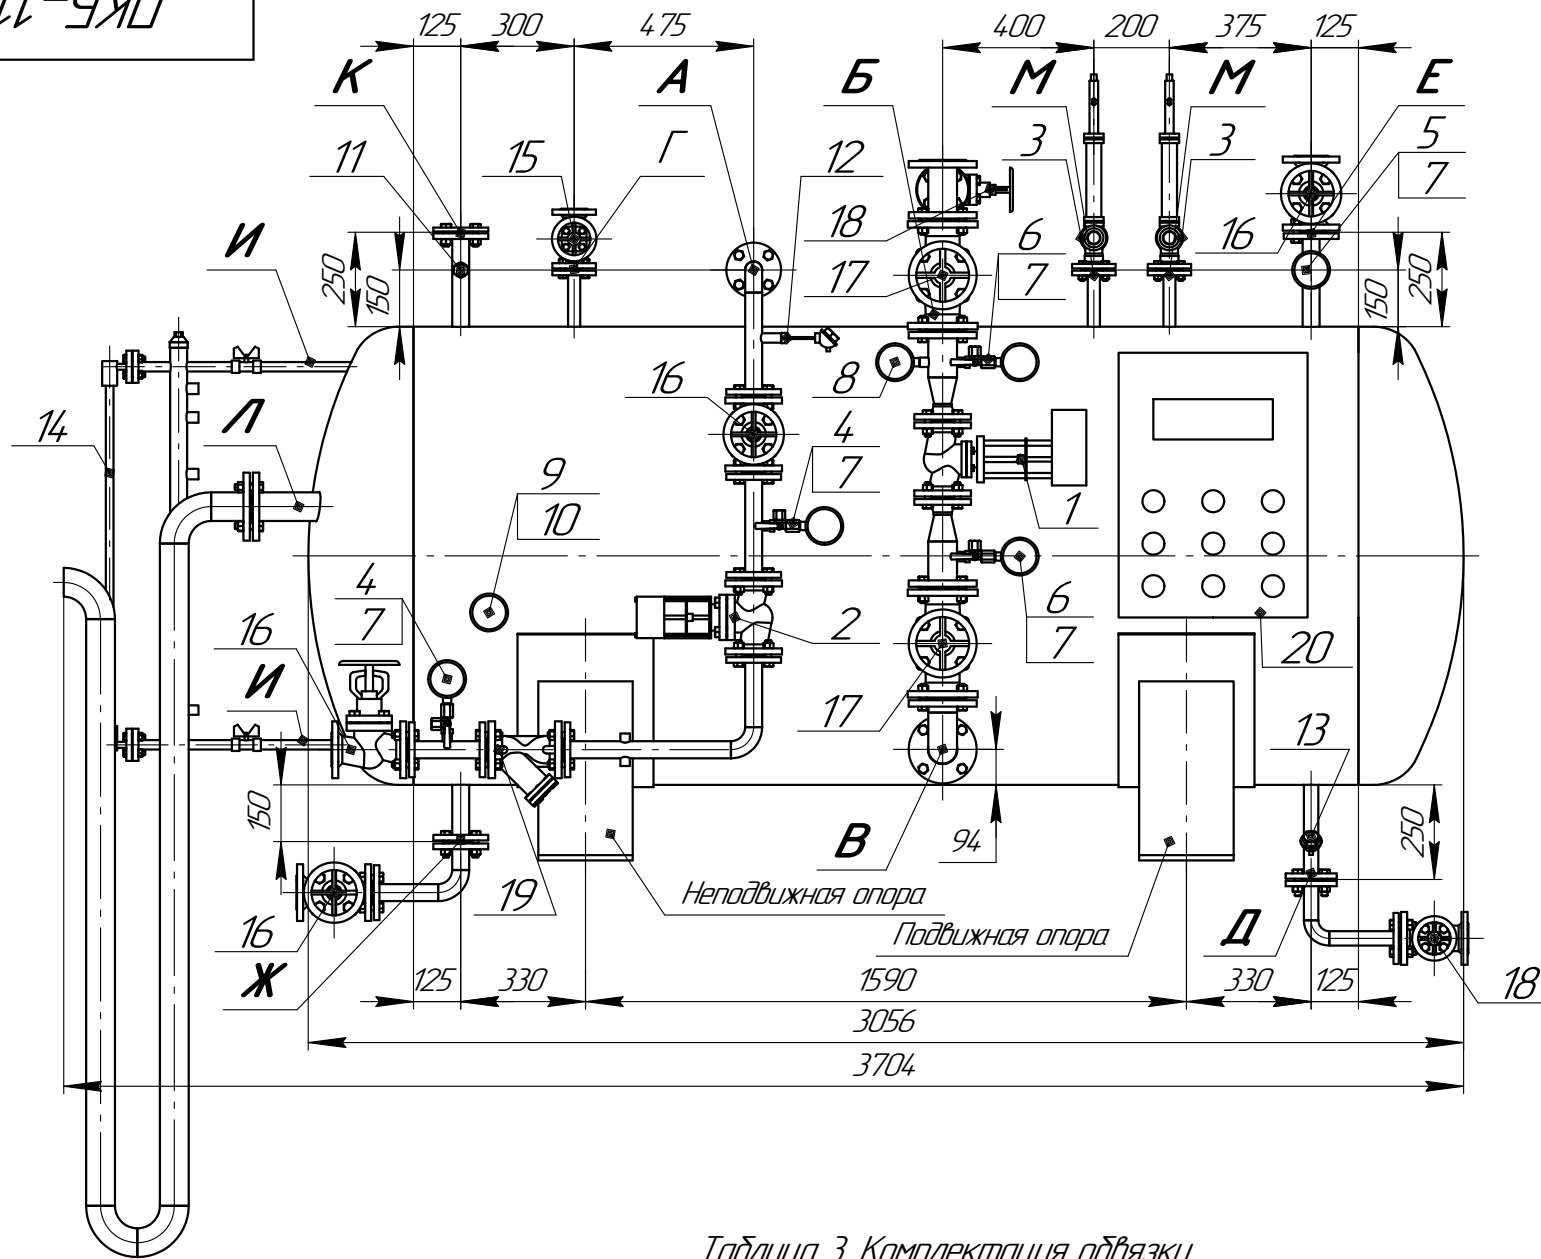 ПКБ-11
125 300 475 400 200 375 125
К А Б М М Е
11 15 Г 12 3 3 5
7
И 18 6 16
7
17
250 150 150 250
16 8
14 Л 4
7
9
10
1
4
7
6
7
16 2 20
И 17 13
150 В 94 250
19 Неподвижная опора
16 Подвижная опора Д
Ж 18
125 330 1590 330 125
3056
3704
Таблица 3 Комплектация обвязки